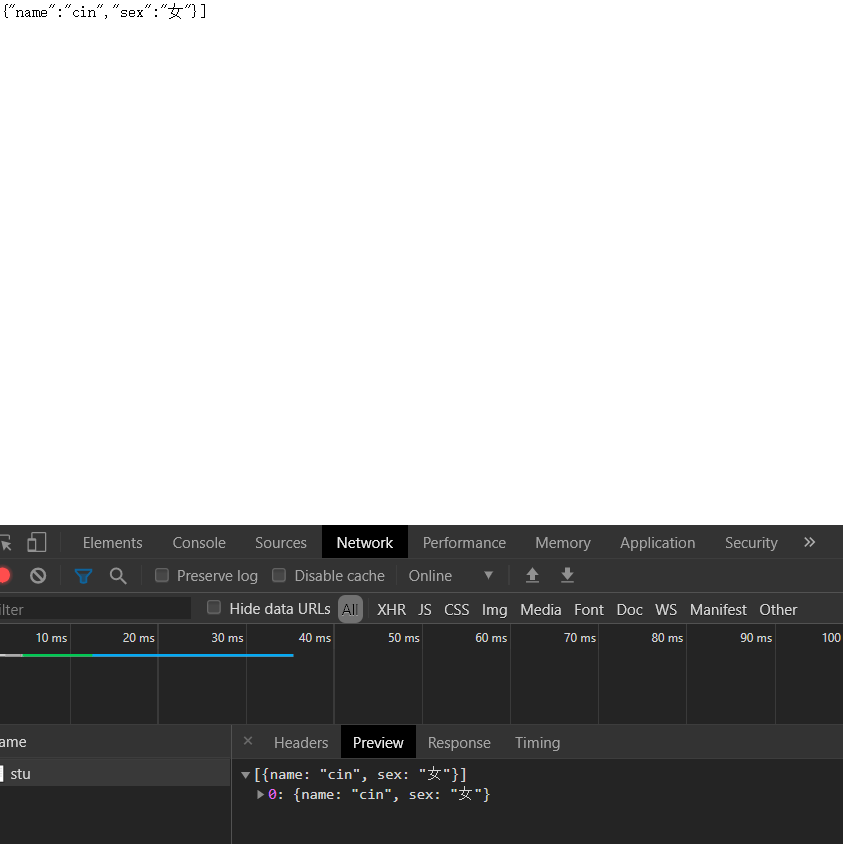 {"name":"cin","sex":"女"}]
Elements Console Sources Network Performance Memory Application Security »
Preserve log Disable cache Online
ilter Hide data URLs All XHR JS CSS Img Media Font Doc WS Manifest Other
10 ms 20 ms 30 ms 40 ms 50 ms 60 ms 70 ms 80 ms 90 ms 100
ame × Headers Preview Response Timing
stu
[{name: "cin", sex: "女"}]
0: {name: "cin", sex: "女"}